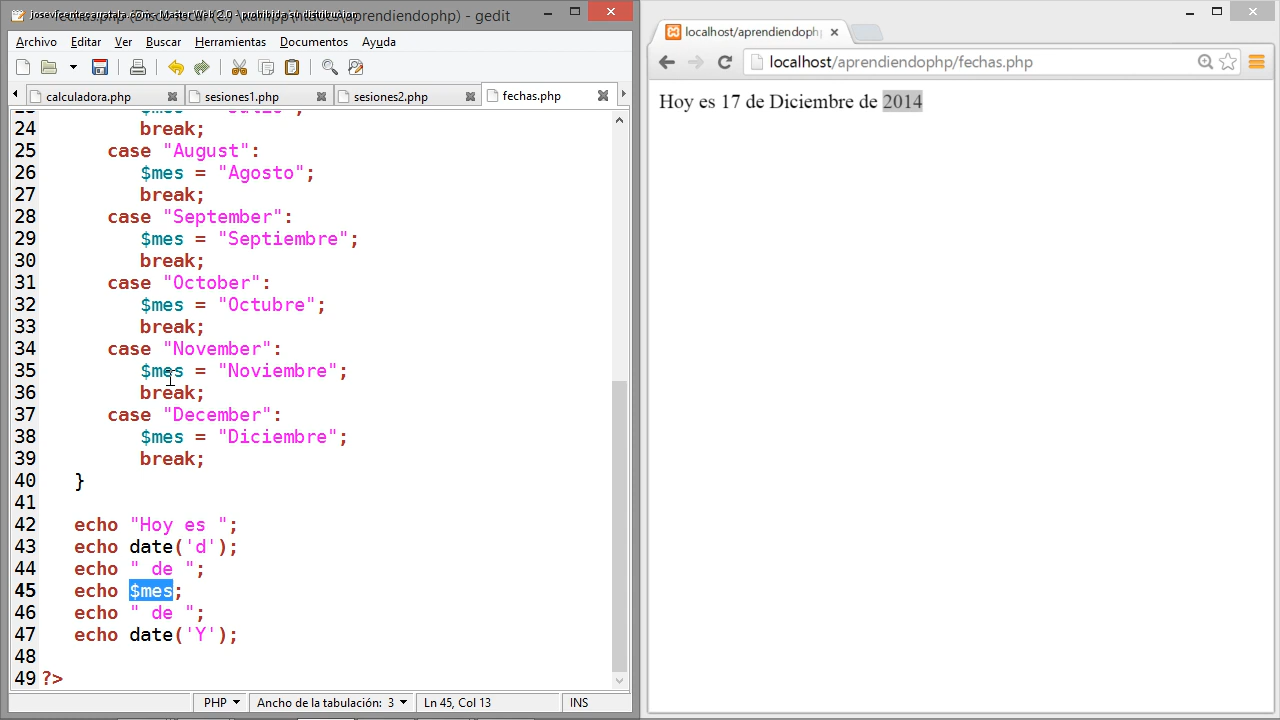 aprendiendophp) - gedit
Archivo Editar Ver Buscar Herramientas Documentos Ayuda
calculadora.php sesiones1.php sesiones2.php fechas.php
24 break;
25 case "August":
26 $mes = "Agosto";
27 break;
28 case "September":
29 $mes = "Septiembre";
30 break;
31 case "October":
32 $mes = "Octubre";
33 break;
34 case "November":
35 $mes = "Noviembre";
36 break;
37 case "December":
38 $mes = "Diciembre";
39 break;
40 }
41
42 echo "Hoy es ";
43 echo date('d');
44 echo " de ";
45 echo $mes;
46 echo " de ";
47 echo date('Y');
48
49 ?>
PHP Ancho de la tabulación: 3 Ln 45, Col 13 INS
localhost/aprendiendoph
localhost/aprendiendophp/fechas.php
Hoy es 17 de Diciembre de 2014